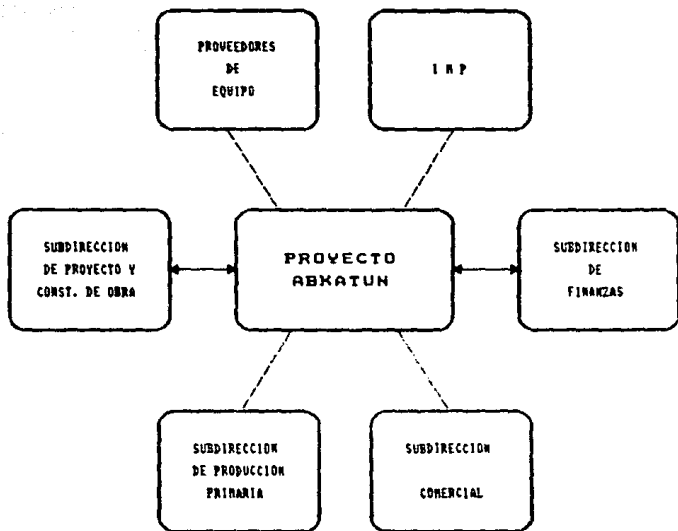 PROVEEDORES
DE
EQUIPO
I M P
SUBDIRECCION
DE PROYECTO Y
CONST. DE OBRA
PROYECTO
ABKATUN
SUBDIRECCION
DE
FINANZAS
SUBDIRECCION
DE PRODUCCION
PRIMARIA
SUBDIRECCION
COMERCIAL